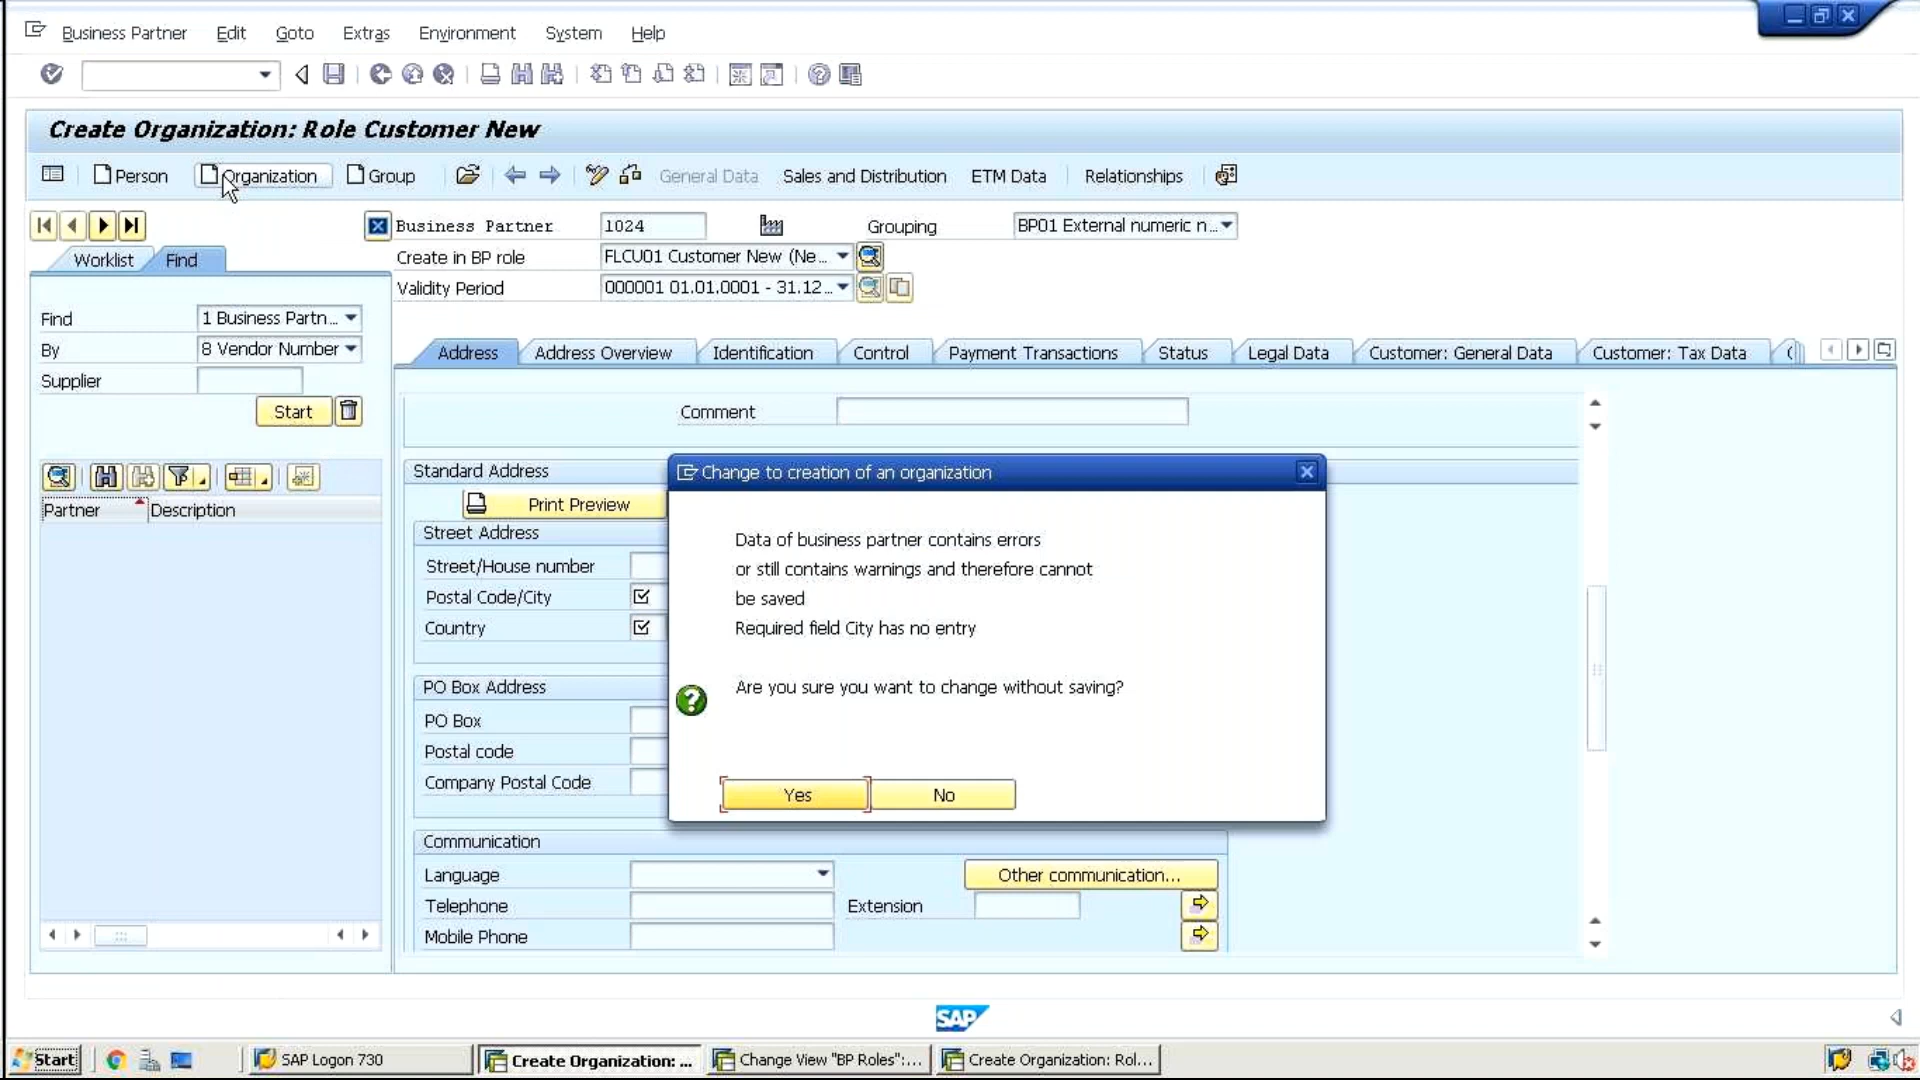 Business Partner Edit Goto Extras Environment System Help
Create Organization: Role Customer New
Person Organization Group General Data Sales and Distribution ETM Data Relationships
Business Partner 1024 Grouping BP01 External numeric n...
Worklist Find
Create in BP role FLCU01 Customer New (Ne...
Validity Period 000001 01.01.0001 - 31.12...
Find 1 Business Partn...
By 8 Vendor Number
Supplier
Start
Address Address Overview Identification Control Payment Transactions Status Legal Data Customer: General Data Customer: Tax Data
Comment
Partner Description
Standard Address
Print Preview
Street Address
Street/House number
Postal Code/City
Country
PO Box Address
PO Box
Postal code
Company Postal Code
Change to creation of an organization
Data of business partner contains errors
or still contains warnings and therefore cannot
be saved
Required field City has no entry
Are you sure you want to change without saving?
Yes No
Communication
Language Other communication...
Telephone Extension
Mobile Phone
SAP
Start SAP Logon 730 Create Organization: ... Change View "BP Roles":... Create Organization: Rol...